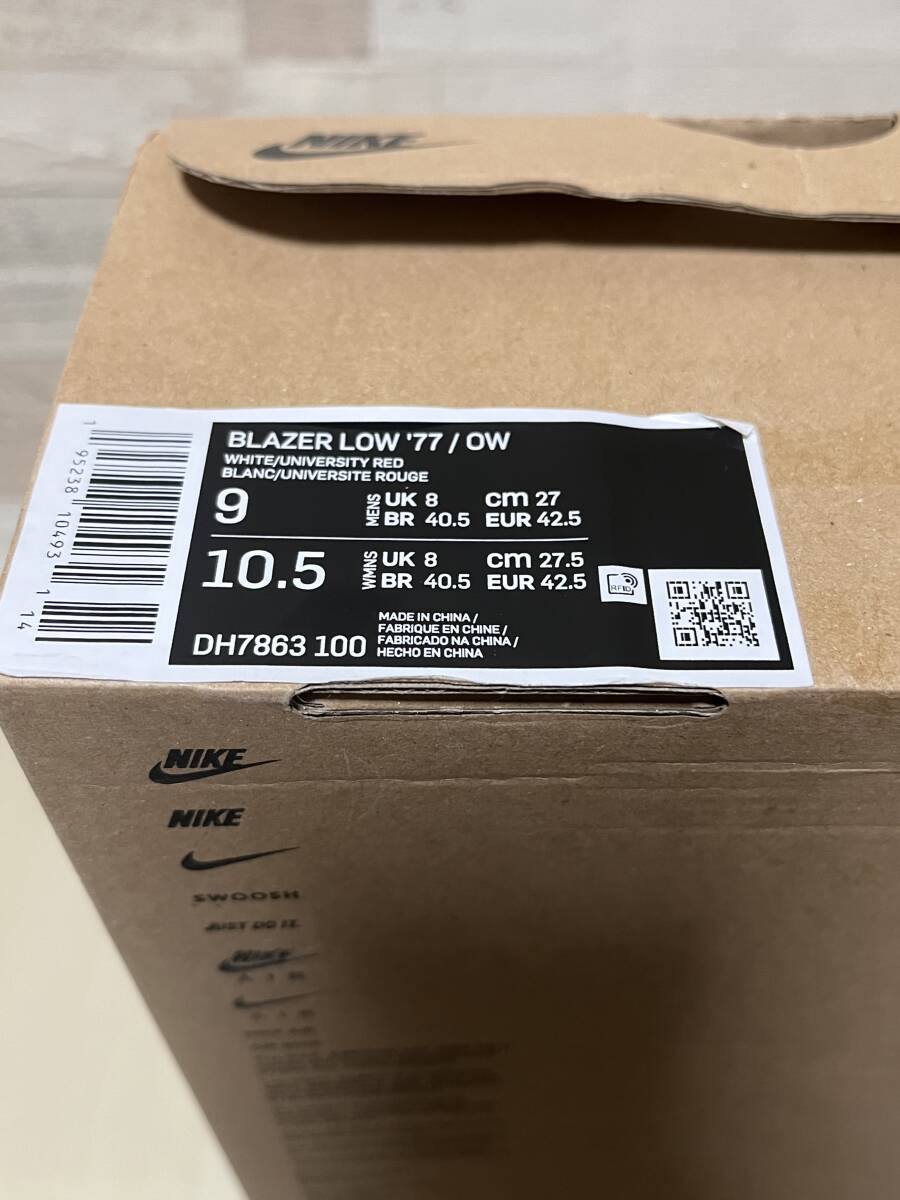 NIKE
BLAZER LOW '77 / OW
WHITE/UNIVERSITY RED
BLANC/UNIVERSITE ROUGE
9 MENS UK 8 cm 27
BR 40.5 EUR 42.5
10.5 WMNS UK 8 cm 27.5
BR 40.5 EUR 42.5
RFID
DH7863 100
MADE IN CHINA /
FABRIQUE EN CHINE /
FABRICADO NA CHINA /
HECHO EN CHINA
1 95238 10493 1 14
NIKE
NIKE
SWOOSH
JUST DO IT.
NIKE
AIR